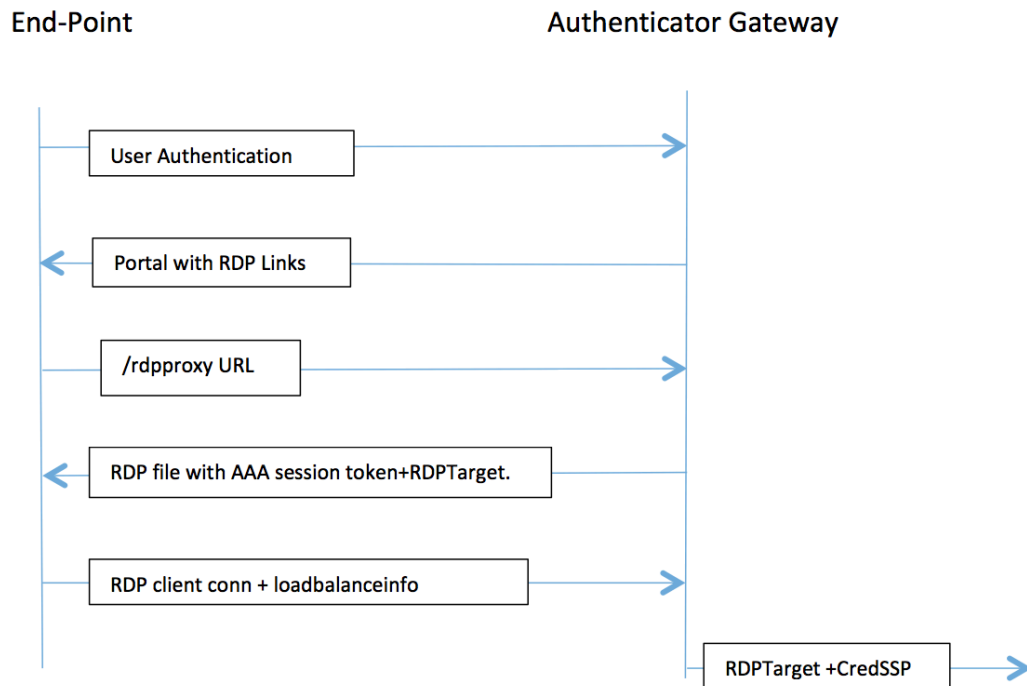 End-Point
Authenticator Gateway
User Authentication
Portal with RDP Links
/rdpproxy URL
RDP file with AAA session token+RDPTarget.
RDP client conn + loadbalanceinfo
RDPTarget +CredSSP